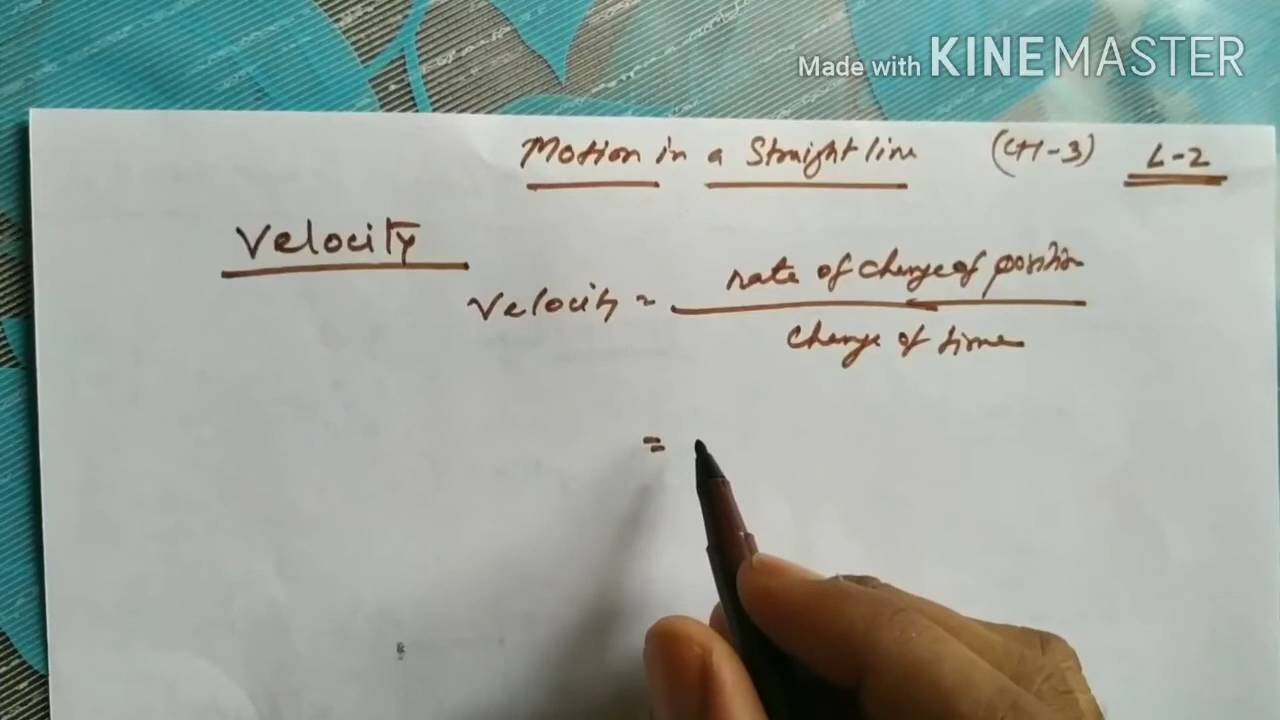 Made with KINEMASTER
Motion in a Straight line (CH-3) L-2
Velocity
Velocity = rate of change of position
change of time
=